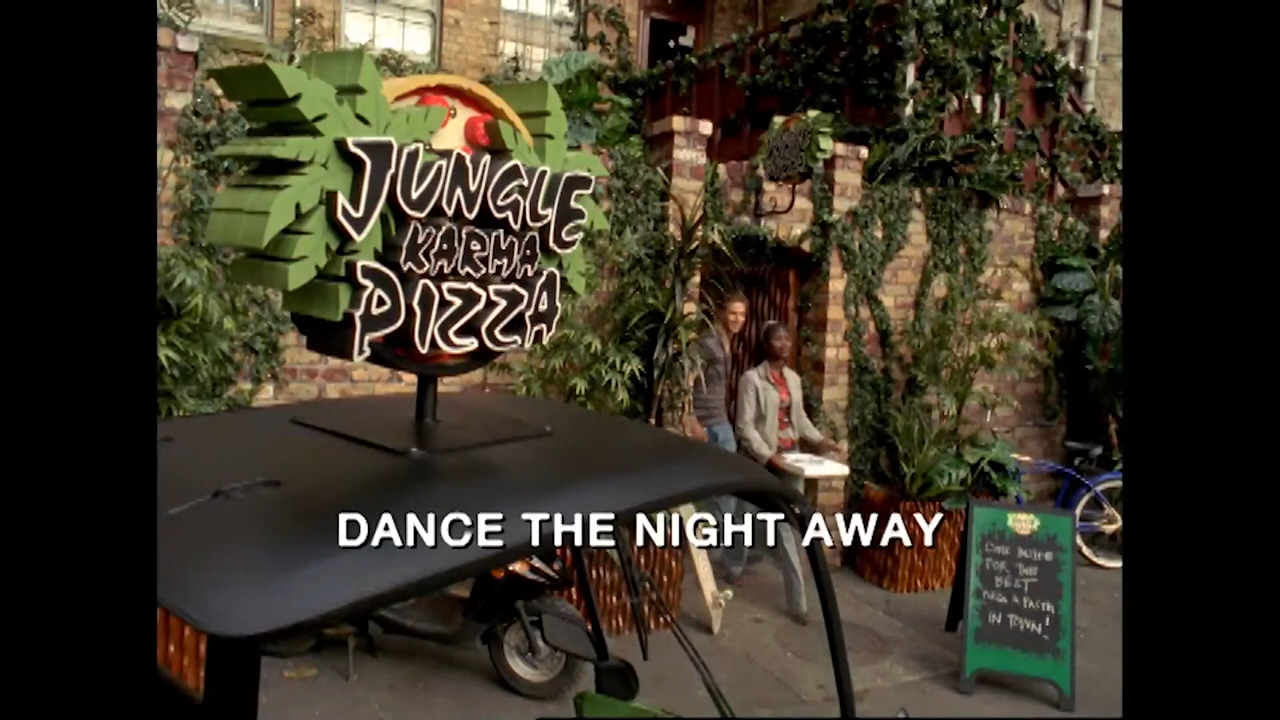 JUNGLE
KARMA
PIZZA
DANCE THE NIGHT AWAY
COME INSIDE
FOR THE
BEST
PIZZA & PASTA
IN TOWN!